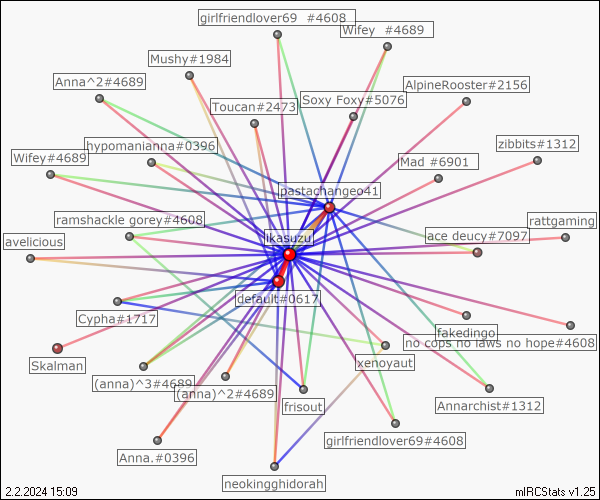 girlfriendlover69  #4608
Wifey  #4689
Mushy#1984
Anna^2#4689
AlpineRooster#2156
Soxy Foxy#5076
Toucan#2473
zibbits#1312
hypomanianna#0396
Wifey#4689
Mad #6901
pastachangeo41
ramshackle gorey#4608
rattgaming
ikasuzu
ace deucy#7097
avelicious
default#0617
Cypha#1717
fakedingo
no cops no laws no hope#4608
Skalman
xenoyaut
(anna)^3#4689
(anna)^2#4689
frisout
Annarchist#1312
girlfriendlover69#4608
Anna.#0396
neokingghidorah
2.2.2024 15:09
mIRCStats v1.25